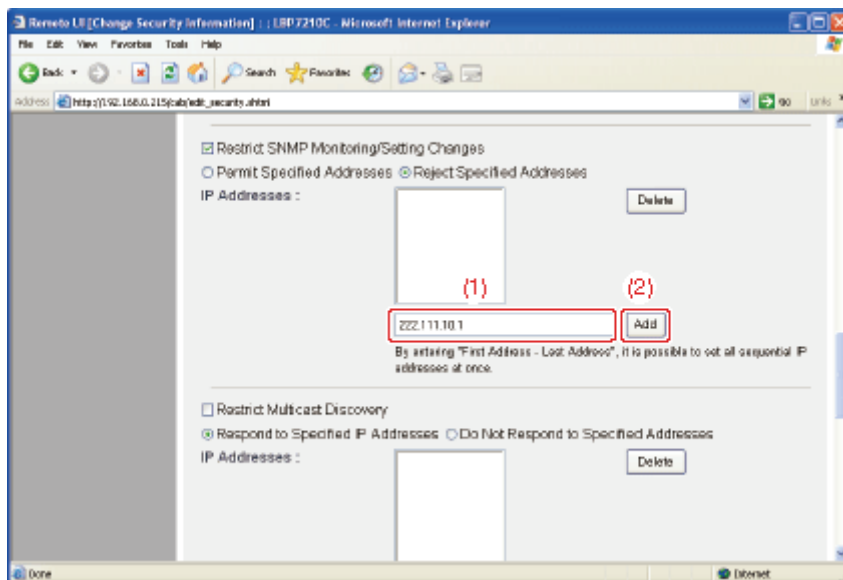 Remote UI [Change Security Information] : : LBP7210C - Microsoft Internet Explorer
File Edit View Favorites Tools Help
Back Search Favorites
Address http://192.168.0.215/cab/edit_security.shtml Go Links
Restrict SNMP Monitoring/Setting Changes
Permit Specified Addresses Reject Specified Addresses
IP Addresses :
Delete
(1) (2)
222.111.10.1 Add
By entering "First Address - Last Address", it is possible to set all sequential IP
addresses at once.
Restrict Multicast Discovery
Respond to Specified IP Addresses Do Not Respond to Specified Addresses
IP Addresses :
Delete
Done Internet